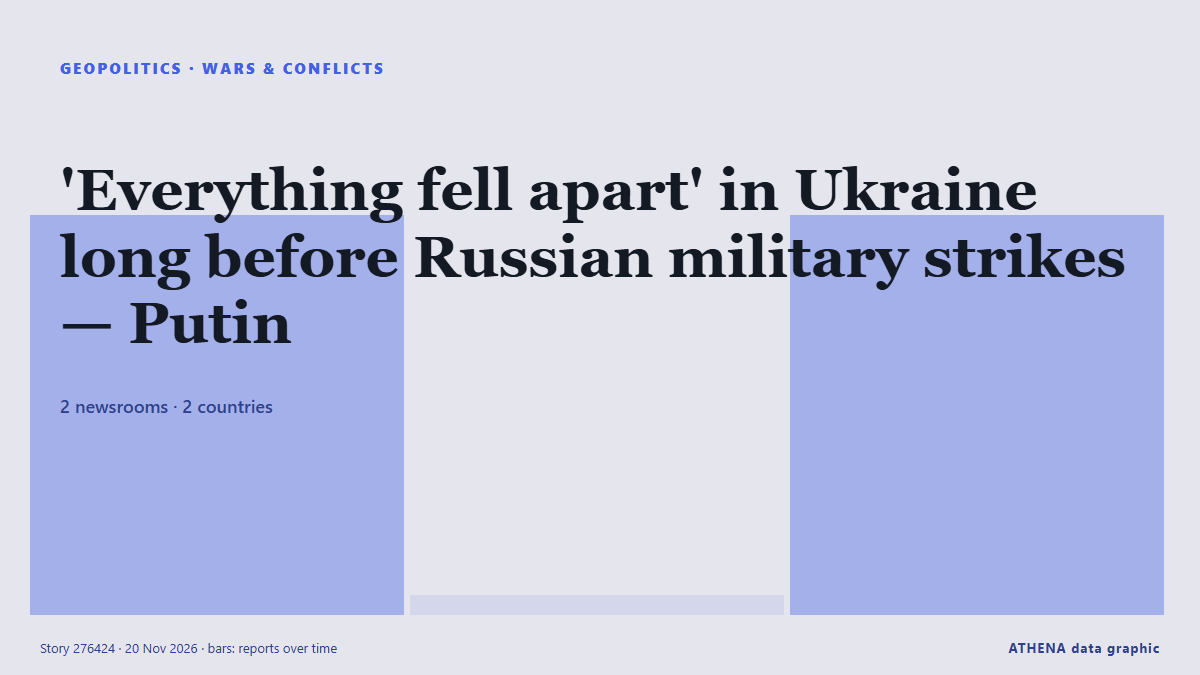 GEOPOLITICS · WARS & CONFLICTS
'Everything fell apart' in Ukraine
long before Russian military strikes
— Putin
2 newsrooms · 2 countries
Story 276424 · 20 Nov 2026 · bars: reports over time
ATHENA data graphic